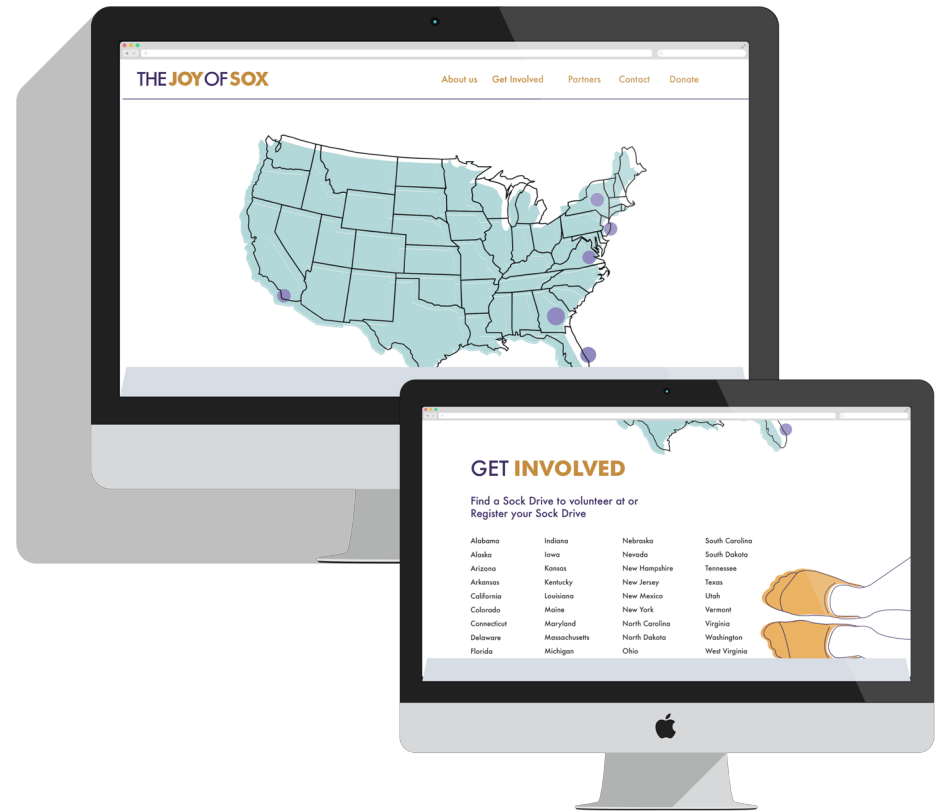 THE JOY OF SOX
About us Get Involved Partners Contact Donate
GET INVOLVED
Find a Sock Drive to volunteer at or
Register your Sock Drive
Alabama Indiana Nebraska South Carolina
Alaska Iowa Nevada South Dakota
Arizona Kansas New Hampshire Tennessee
Arkansas Kentucky New Jersey Texas
California Louisiana New Mexico Utah
Colorado Maine New York Vermont
Connecticut Maryland North Carolina Virginia
Delaware Massachusetts North Dakota Washington
Florida Michigan Ohio West Virginia